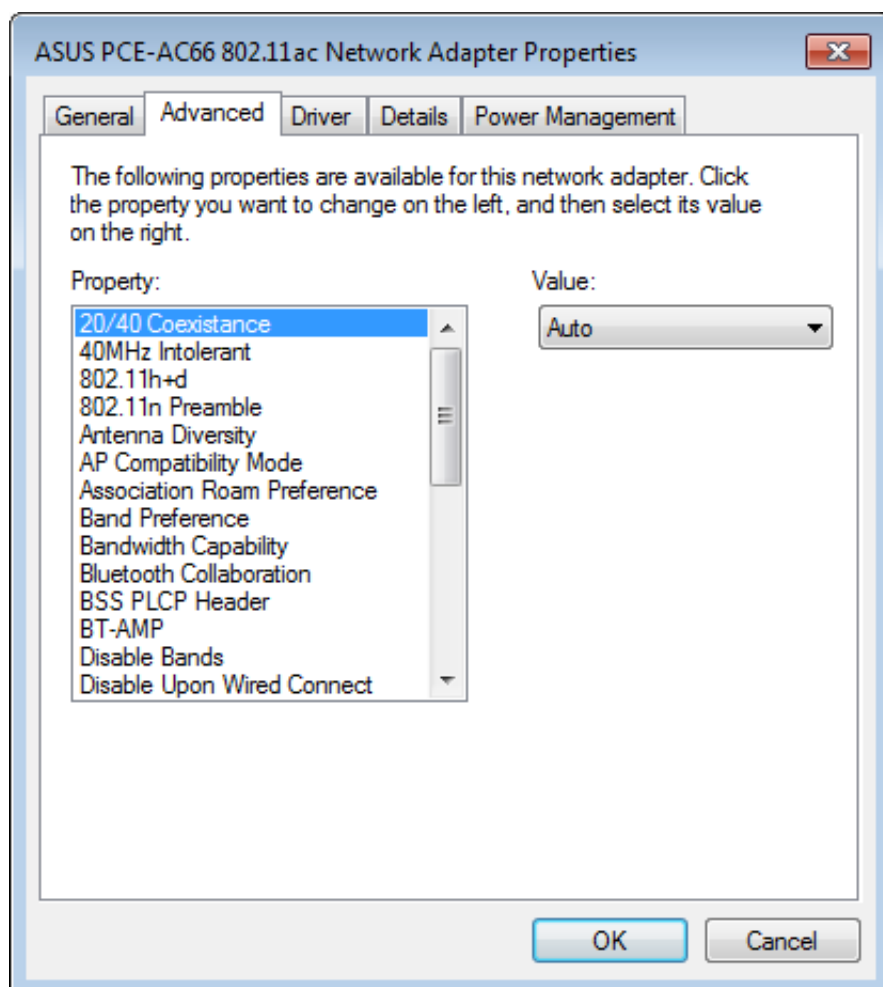 ASUS PCE-AC66 802.11ac Network Adapter Properties
General Advanced Driver Details Power Management
The following properties are available for this network adapter. Click
the property you want to change on the left, and then select its value
on the right.
Property:
Value:
20/40 Coexistance
40MHz Intolerant
802.11h+d
802.11n Preamble
Antenna Diversity
AP Compatibility Mode
Association Roam Preference
Band Preference
Bandwidth Capability
Bluetooth Collaboration
BSS PLCP Header
BT-AMP
Disable Bands
Disable Upon Wired Connect
Auto
OK
Cancel